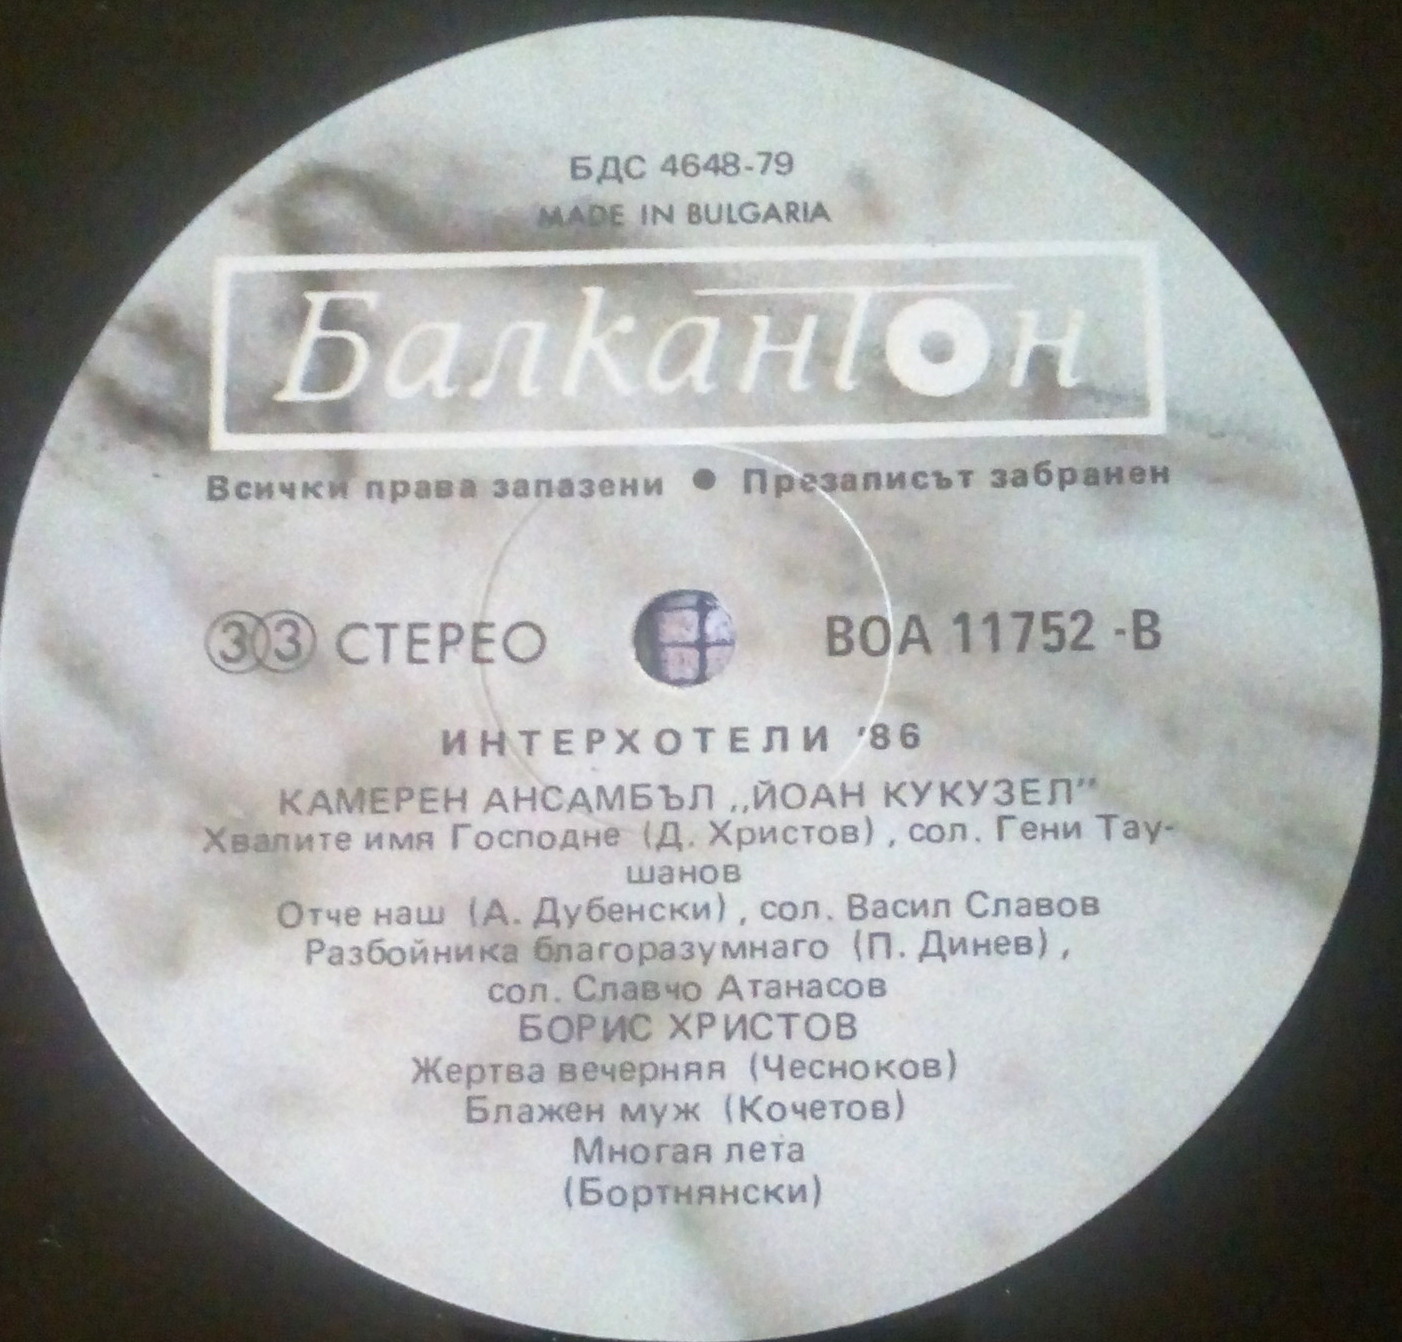 БДС 4648-79
MADE IN BULGARIA
Балкантон
Всички права запазени ● Презаписът забранен
33 СТЕРЕО ВОА 11752 -В
ИНТЕРХОТЕЛИ '86
КАМЕРЕН АНСАМБЪЛ „ЙОАН КУКУЗЕЛ"
Хвалите имя Господне (Д. Христов), сол. Гени Тау-
шанов
Отче наш (А. Дубенски), сол. Васил Славов
Разбойника благоразумнаго (П. Динев),
сол. Славчо Атанасов
БОРИС ХРИСТОВ
Жертва вечерняя (Чесноков)
Блажен муж (Кочетов)
Многая лета
(Бортнянски)